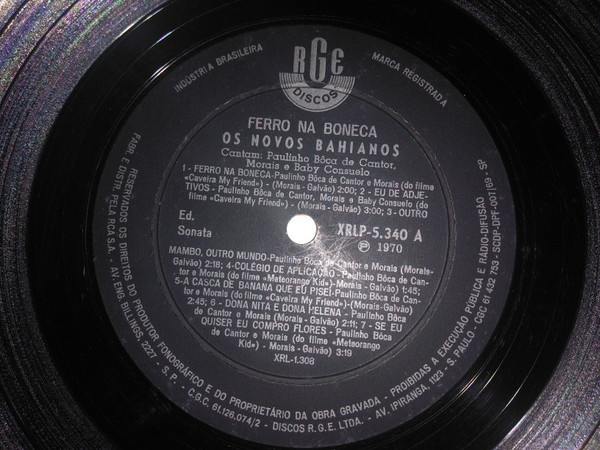 INDÚSTRIA BRASILEIRA
RGE
DISCOS
MARCA REGISTRADA
FERRO NA BONECA
OS NOVOS BAHIANOS
Cantam: Paulinho Bôca de Cantor,
Morais e Baby Consuelo
1 - FERRO NA BONECA-Paulinho Bôca de Cantor e Morais (do filme
«Caveira My Friend») - (Morais - Galvão) 2:00; 2 - EU DE ADJE-
TIVOS - Paulinho Bôca de Cantor, Morais e Baby Consuelo (do
filme «Caveira My Friend») - (Morais - Galvão) 3:00; 3 - OUTRO
Ed.
Sonata
XRLP-5.340 A
℗ 1970
MAMBO, OUTRO MUNDO-Paulinho Bôca de Cantor e Morais (Morais-
Galvão) 2:18; 4-COLÉGIO DE APLICAÇÃO - Paulinho Bôca de Can-
tor e Morais (do filme «Meteorango Kid»)-(Morais - Galvão) 1:45;
5-A CASCA DE BANANA QUE EU PISEI-Paulinho Bôca de Can-
tor e Morais (do filme «Caveira My Friend»)-(Morais - Galvão)
2:45; 6 - DONA NITA E DONA HELENA - Paulinho Bôca
de Cantor e Morais (Morais - Galvão) 2:11; 7 - SE EU
QUISER EU COMPRO FLORES - Paulinho Bôca de
Cantor e Morais (do filme «Meteorango
Kid») - Morais - Galvão) 3:19
XRL-1.308
FABR. E DISTR. PELA RCA S.A. - AV. ENG. BILLINGS, 2227 - S. P. - C.G.C. 61.126.074/2 - DISCOS R. G. E. LTDA. - AV. IPIRANGA, 1123 - S. PAULO - CGC 61 432 753 - SCDP-DPF-001/69 - SP
RESERVADOS OS DIREITOS DO PRODUTOR FONOGRÁFICO E DO PROPRIETÁRIO DA OBRA GRAVADA - PROIBIDAS A EXECUÇÃO PÚBLICA E RÁDIO-DIFUSÃO